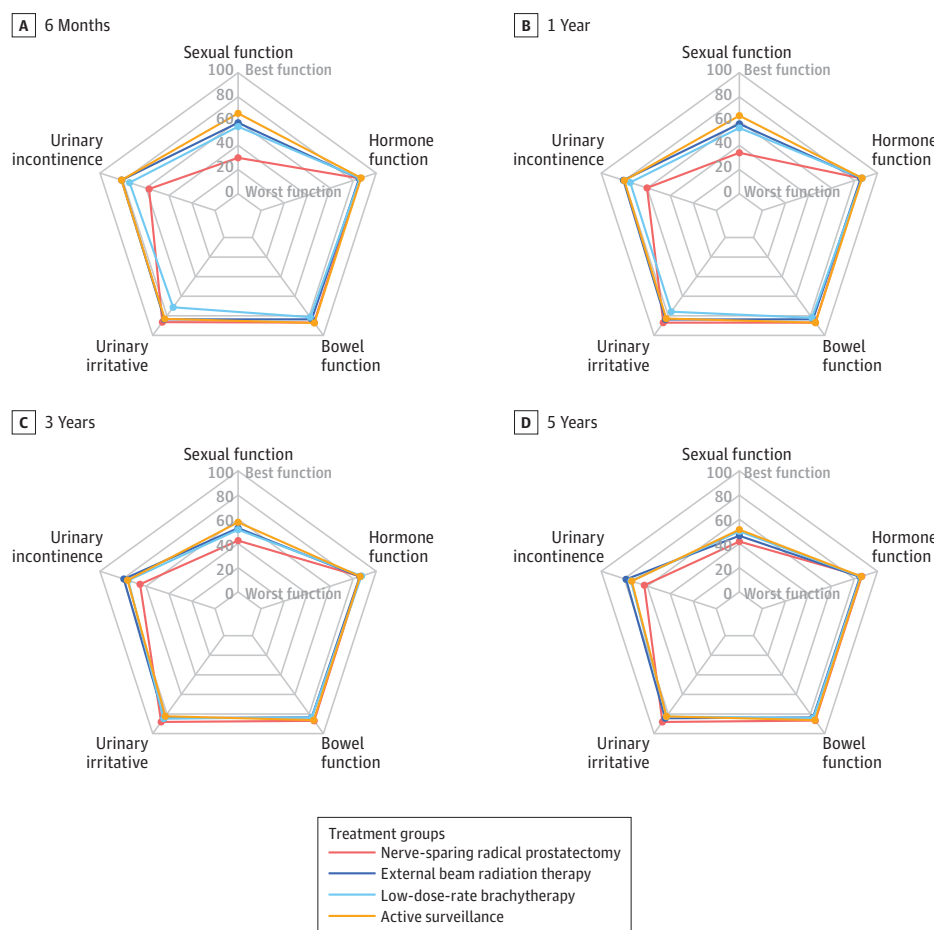 A 6 Months
Sexual function
100 Best function
80
60
40
20
0 Worst function
Urinary
incontinence
Hormone
function
Urinary
irritative
Bowel
function
B 1 Year
Sexual function
100 Best function
80
60
40
20
0 Worst function
Urinary
incontinence
Hormone
function
Urinary
irritative
Bowel
function
C 3 Years
Sexual function
100 Best function
80
60
40
20
0 Worst function
Urinary
incontinence
Hormone
function
Urinary
irritative
Bowel
function
D 5 Years
Sexual function
100 Best function
80
60
40
20
0 Worst function
Urinary
incontinence
Hormone
function
Urinary
irritative
Bowel
function
Treatment groups
Nerve-sparing radical prostatectomy
External beam radiation therapy
Low-dose-rate brachytherapy
Active surveillance